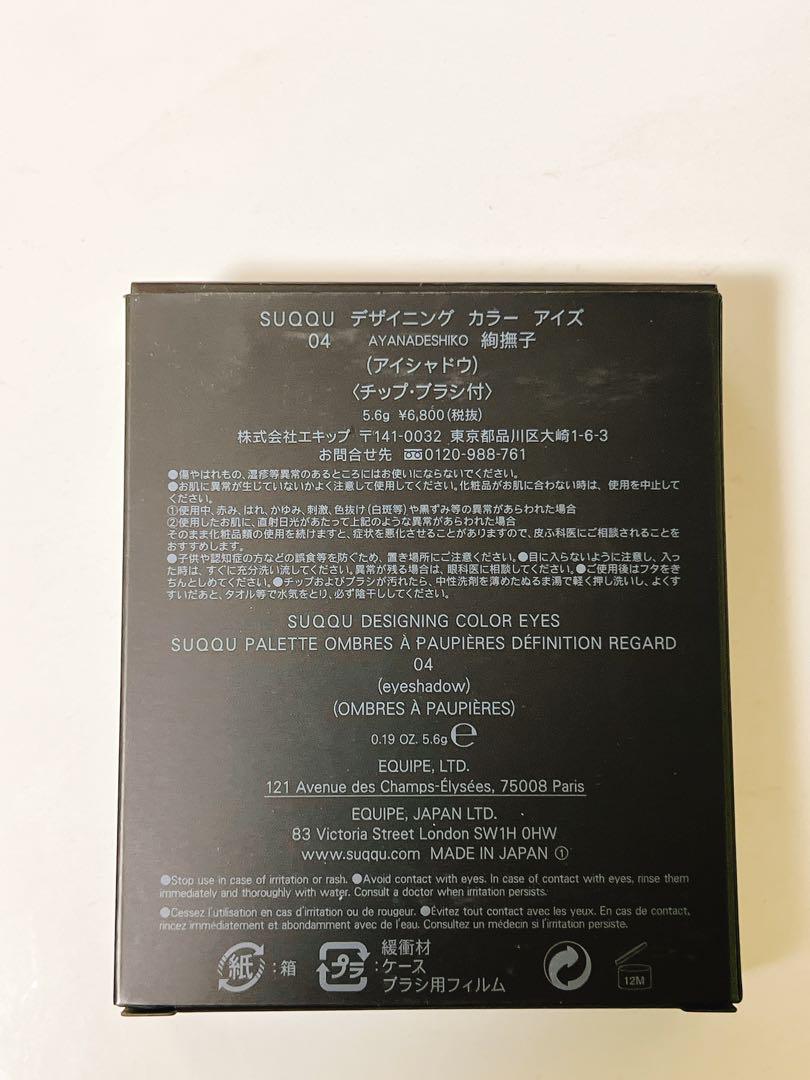 SUQQU デザイニング カラー アイズ
04 AYANADESHIKO 絢撫子
(アイシャドウ)
〈チップ・ブラシ付〉
5.6g ¥6,800(税抜)
株式会社エキップ 〒141-0032 東京都品川区大崎1-6-3
お問合せ先 0120-988-761
●傷やはれもの、湿疹等異常のあるところにはお使いにならないでください。
●お肌に異常が生じていないかよく注意して使用してください。化粧品がお肌に合わない時は、使用を中止して
ください。
①使用中、赤み、はれ、かゆみ、刺激、色抜け(白斑等)や黒ずみ等の異常があらわれた場合
②使用したお肌に、直射日光があたって上記のような異常があらわれた場合
そのまま化粧品類の使用を続けますと、症状を悪化させることがありますので、皮ふ科医にご相談されることを
おすすめします。
●子供や認知症の方などの誤食等を防ぐため、置き場所にご注意ください。●目に入らないように注意し、入っ
た時は、すぐに充分洗い流してください。異常が残る場合は、眼科医に相談してください。●ご使用後はフタをき
ちんとしめてください。●チップおよびブラシが汚れたら、中性洗剤を薄めたぬるま湯で軽く押し洗いし、よくす
すいだあと、タオル等で水気をとり、必ず陰干ししてください。
SUQQU DESIGNING COLOR EYES
SUQQU PALETTE OMBRES À PAUPIÈRES DÉFINITION REGARD
04
(eyeshadow)
(OMBRES À PAUPIÈRES)
0.19 OZ. 5.6g ℮
EQUIPE, LTD.
121 Avenue des Champs-Élysées, 75008 Paris
EQUIPE, JAPAN LTD.
83 Victoria Street London SW1H 0HW
www.suqqu.com MADE IN JAPAN ①
●Stop use in case of irritation or rash. ●Avoid contact with eyes. In case of contact with eyes, rinse them
immediately and thoroughly with water. Consult a doctor when irritation persists.
●Cessez l'utilisation en cas d'irritation ou de rougeur. ●Évitez tout contact avec les yeux. En cas de contact,
rincez immédiatement et abondamment avec de l'eau. Consultez un médecin si l'irritation persiste.
紙:箱
プラ:緩衝材
ケース
ブラシ用フィルム
12M